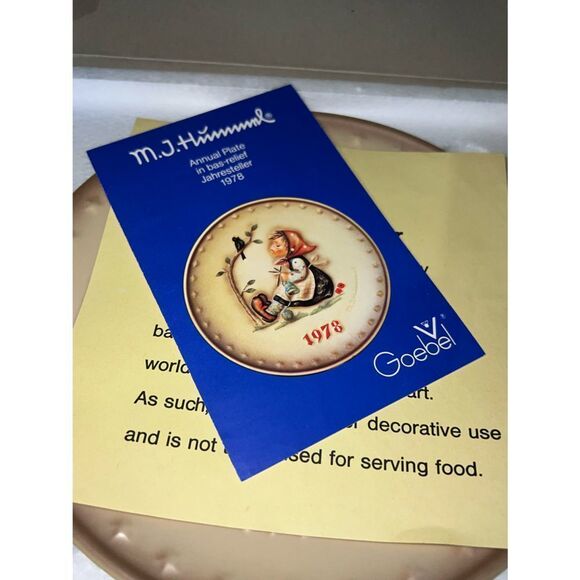 M.J.Hümmel®
Annual Plate
in bas-relief
Jahresteller
1978
1978
Goebel
ba
world
art.
As such, decorative use
and is not sed for serving food.